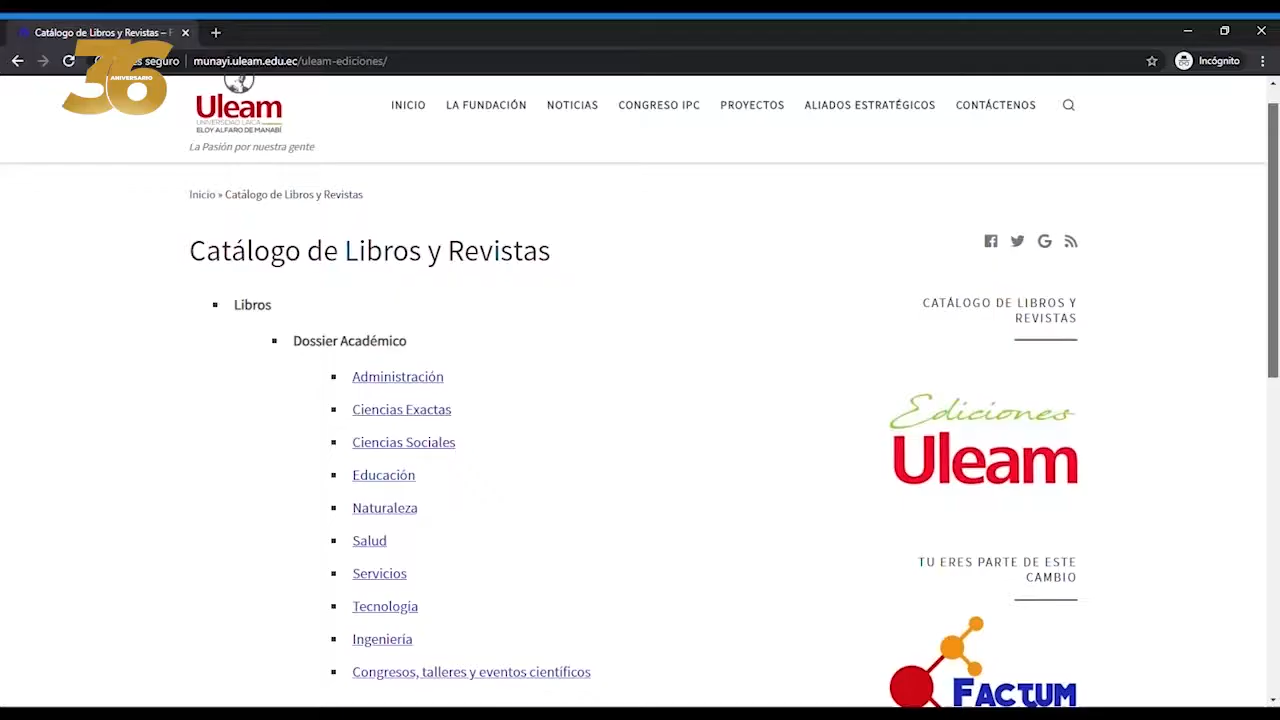 Catálogo de Libros y Revistas – F
es seguro
munayi.uleam.edu.ec/uleam-ediciones/
Incógnito
36
ANIVERSARIO
Uleam
UNIVERSIDAD LAICA
ELOY ALFARO DE MANABÍ
La Pasión por nuestra gente
INICIO
LA FUNDACIÓN
NOTICIAS
CONGRESO IPC
PROYECTOS
ALIADOS ESTRATÉGICOS
CONTÁCTENOS
Inicio » Catálogo de Libros y Revistas
Catálogo de Libros y Revistas
Libros
Dossier Académico
Administración
Ciencias Exactas
Ciencias Sociales
Educación
Naturaleza
Salud
Servicios
Tecnología
Ingeniería
Congresos, talleres y eventos científicos
CATÁLOGO DE LIBROS Y
REVISTAS
Ediciones
Uleam
TU ERES PARTE DE ESTE
CAMBIO
FACTUM